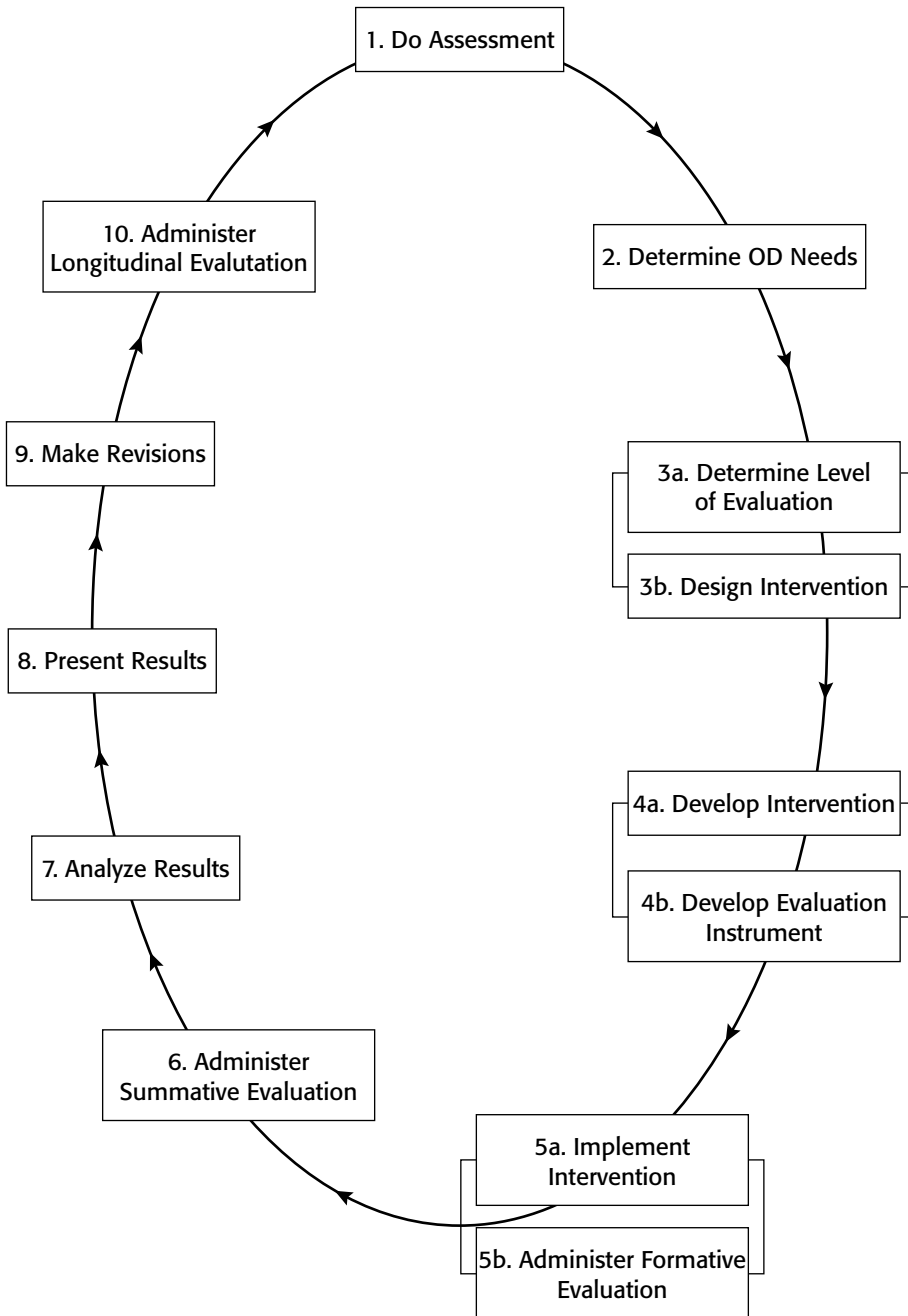 1. Do Assessment
2. Determine OD Needs
3a. Determine Level
of Evaluation
3b. Design Intervention
4a. Develop Intervention
4b. Develop Evaluation
Instrument
5a. Implement
Intervention
5b. Administer Formative
Evaluation
6. Administer
Summative Evaluation
7. Analyze Results
8. Present Results
9. Make Revisions
10. Administer
Longitudinal Evalutation